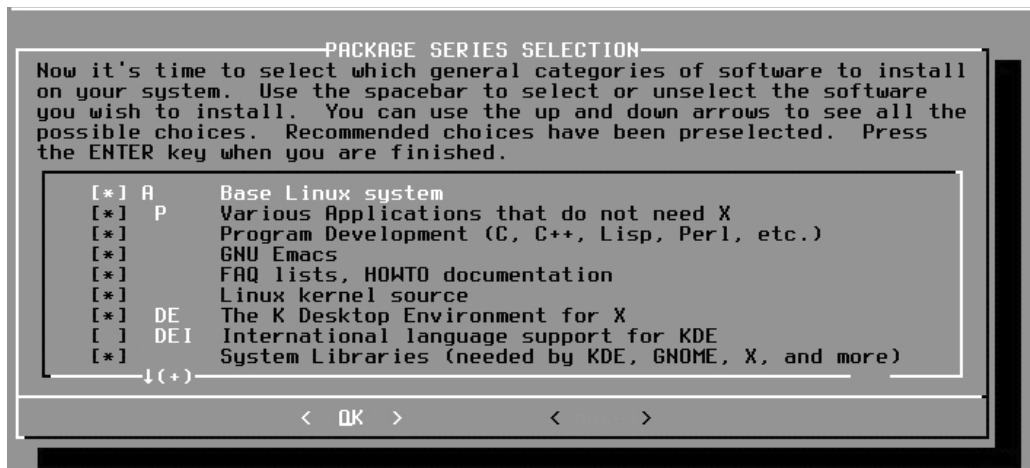 PACKAGE SERIES SELECTION
Now it's time to select which general categories of software to install
on your system.  Use the spacebar to select or unselect the software
you wish to install.  You can use the up and down arrows to see all the
possible choices.  Recommended choices have been preselected.  Press
the ENTER key when you are finished.
[*] A Base Linux system
[*] P Various Applications that do not need X
[*] Program Development (C, C++, Lisp, Perl, etc.)
[*] GNU Emacs
[*] FAQ lists, HOWTO documentation
[*] Linux kernel source
[*] DE The K Desktop Environment for X
[ ] DEI International language support for KDE
[*] System Libraries (needed by KDE, GNOME, X, and more)
↓(+)
< OK > < >